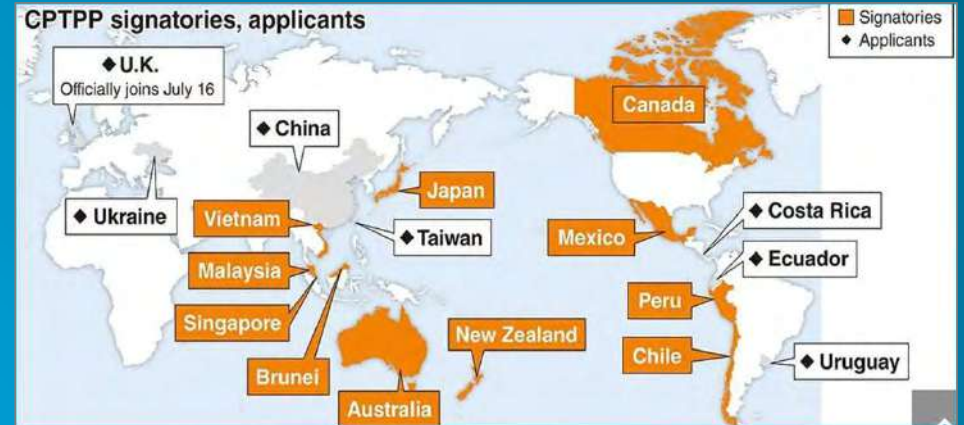 CPTPP signatories, applicants
Signatories
◆ Applicants
◆ U.K.
Officially joins July 16
Canada
◆ China
Japan
◆ Ukraine
Vietnam
◆ Taiwan
Mexico
◆ Costa Rica
◆ Ecuador
Malaysia
Singapore
Peru
New Zealand
Chile
◆ Uruguay
Brunei
Australia